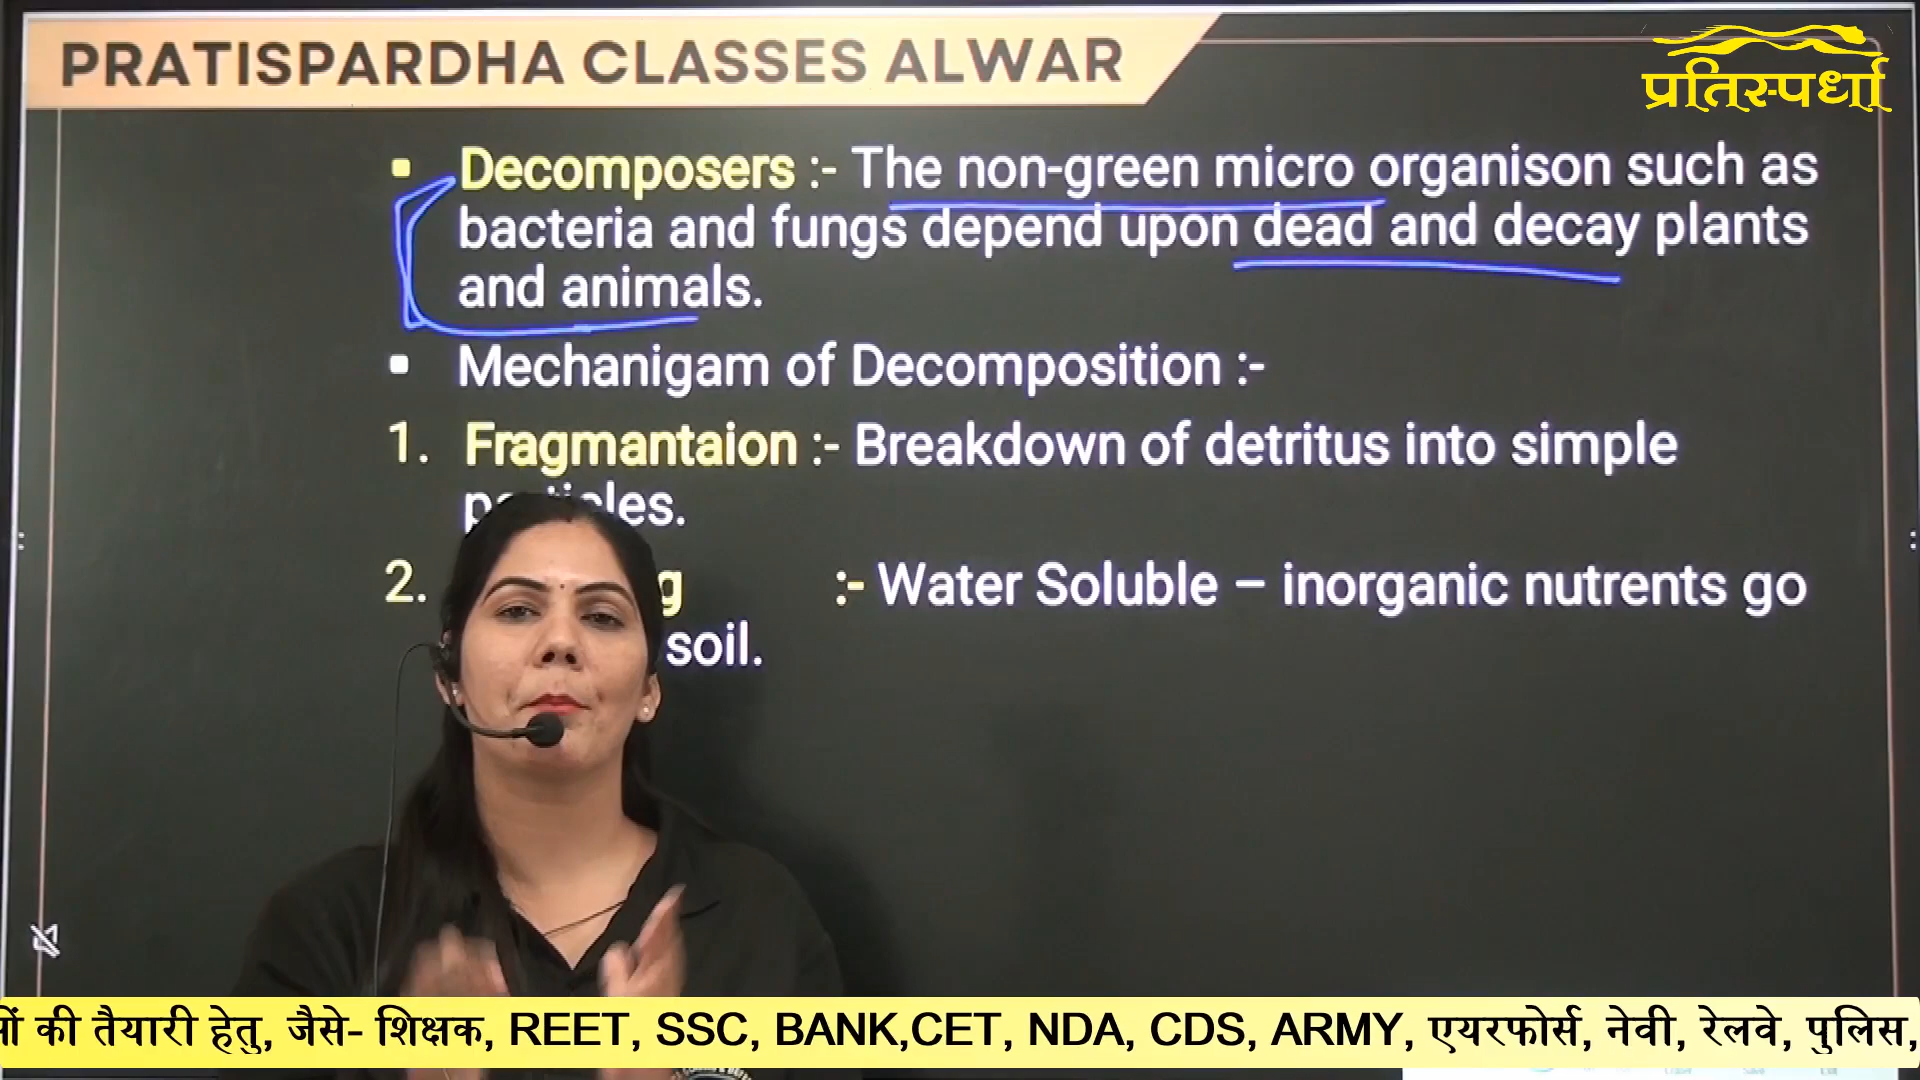 PRATISPARDHA CLASSES ALWAR
प्रतिस्पर्धा
▪ Decomposers :- The non-green micro organison such as
bacteria and fungs depend upon dead and decay plants
and animals.
▪ Mechanigam of Decomposition :-
1. Fragmantaion :- Breakdown of detritus into simple
2. :- Water Soluble – inorganic nutrents go
soil.
की तैयारी हेतु, जैसे- शिक्षक, REET, SSC, BANK,CET, NDA, CDS, ARMY, एयरफोर्स, नेवी, रेलवे, पुलिस,